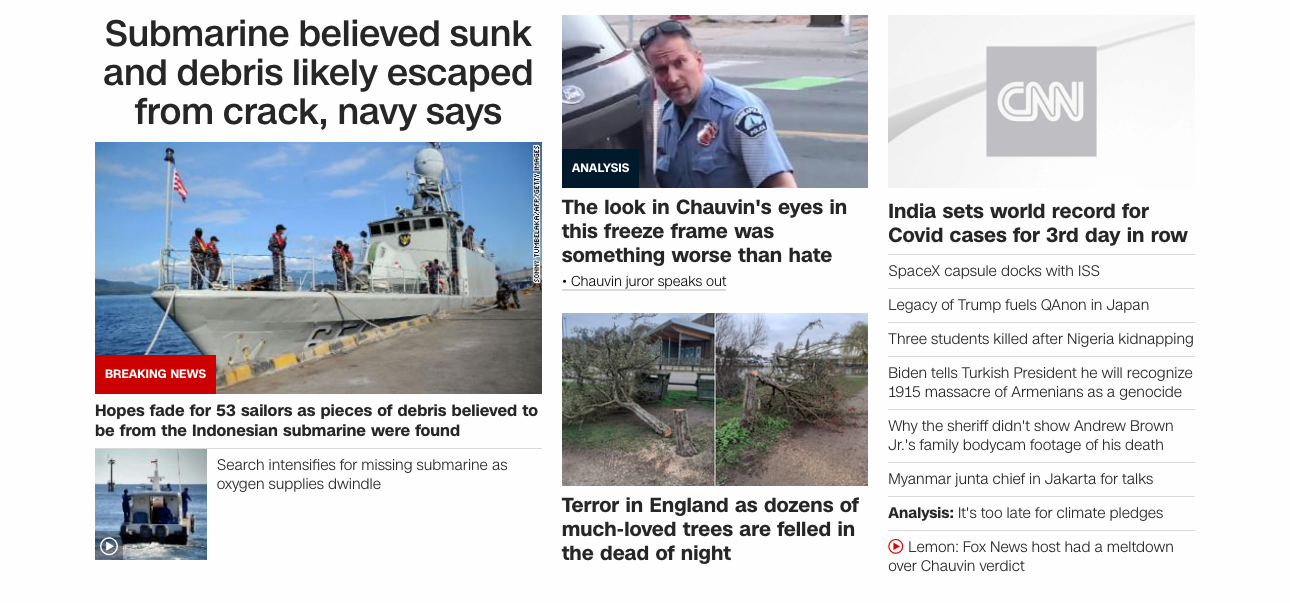 Submarine believed sunk
and debris likely escaped
from crack, navy says
SONNY TUMBELAKA/AFP/GETTY IMAGES
BREAKING NEWS
Hopes fade for 53 sailors as pieces of debris believed to
be from the Indonesian submarine were found
Search intensifies for missing submarine as
oxygen supplies dwindle
ANALYSIS
The look in Chauvin's eyes in
this freeze frame was
something worse than hate
• Chauvin juror speaks out
Terror in England as dozens of
much-loved trees are felled in
the dead of night
CNN
India sets world record for
Covid cases for 3rd day in row
SpaceX capsule docks with ISS
Legacy of Trump fuels QAnon in Japan
Three students killed after Nigeria kidnapping
Biden tells Turkish President he will recognize
1915 massacre of Armenians as a genocide
Why the sheriff didn't show Andrew Brown
Jr.'s family bodycam footage of his death
Myanmar junta chief in Jakarta for talks
Analysis: It's too late for climate pledges
Lemon: Fox News host had a meltdown
over Chauvin verdict